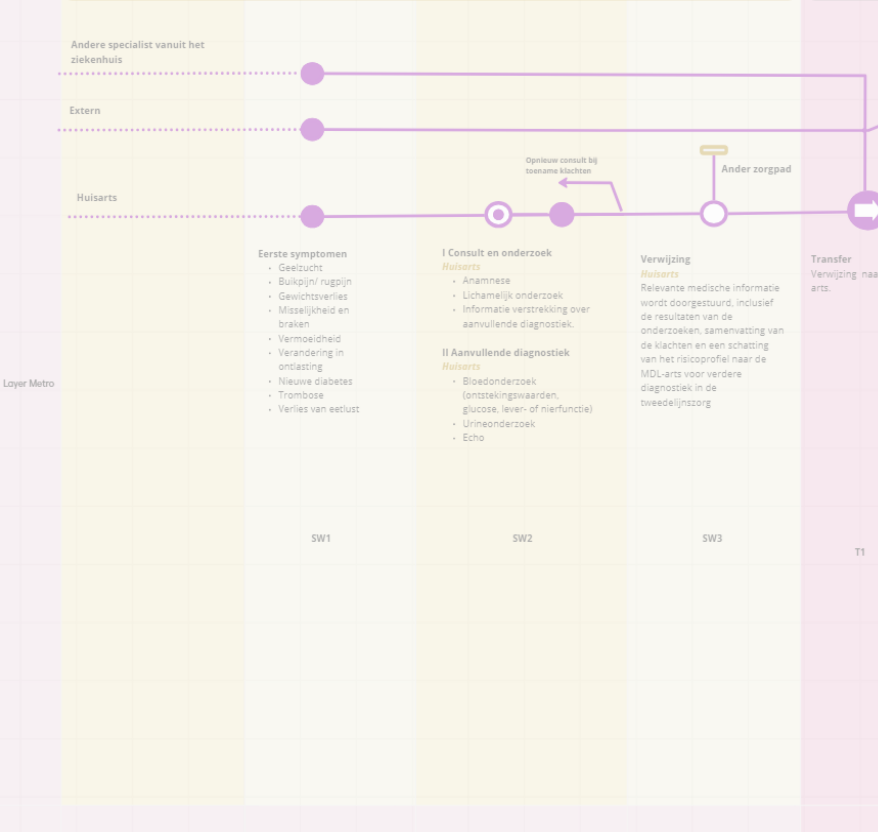 Andere specialist vanuit het
ziekenhuis
Extern
Huisarts
Opnieuw consult bij
toename klachten
Ander zorgpad
Eerste symptomen
• Geelzucht
• Buikpijn/ rugpijn
• Gewichtsverlies
• Misselijkheid en
braken
• Vermoeidheid
• Verandering in
ontlasting
• Nieuwe diabetes
• Trombose
• Verlies van eetlust
I Consult en onderzoek
Huisarts
• Anamnese
• Lichamelijk onderzoek
• Informatie verstrekking over
aanvullende diagnostiek.
II Aanvullende diagnostiek
Huisarts
• Bloedonderzoek
(ontstekingswaarden,
glucose, lever- of nierfunctie)
• Urineonderzoek
• Echo
Verwijzing
Huisarts
Relevante medische informatie
wordt doorgestuurd, inclusief
de resultaten van de
onderzoeken, samenvatting van
de klachten en een schatting
van het risicoprofiel naar de
MDL-arts voor verdere
diagnostiek in de
tweedelijnszorg
Transfer
Verwijzing naa
arts.
Loyer Metro
SW1
SW2
SW3
T1